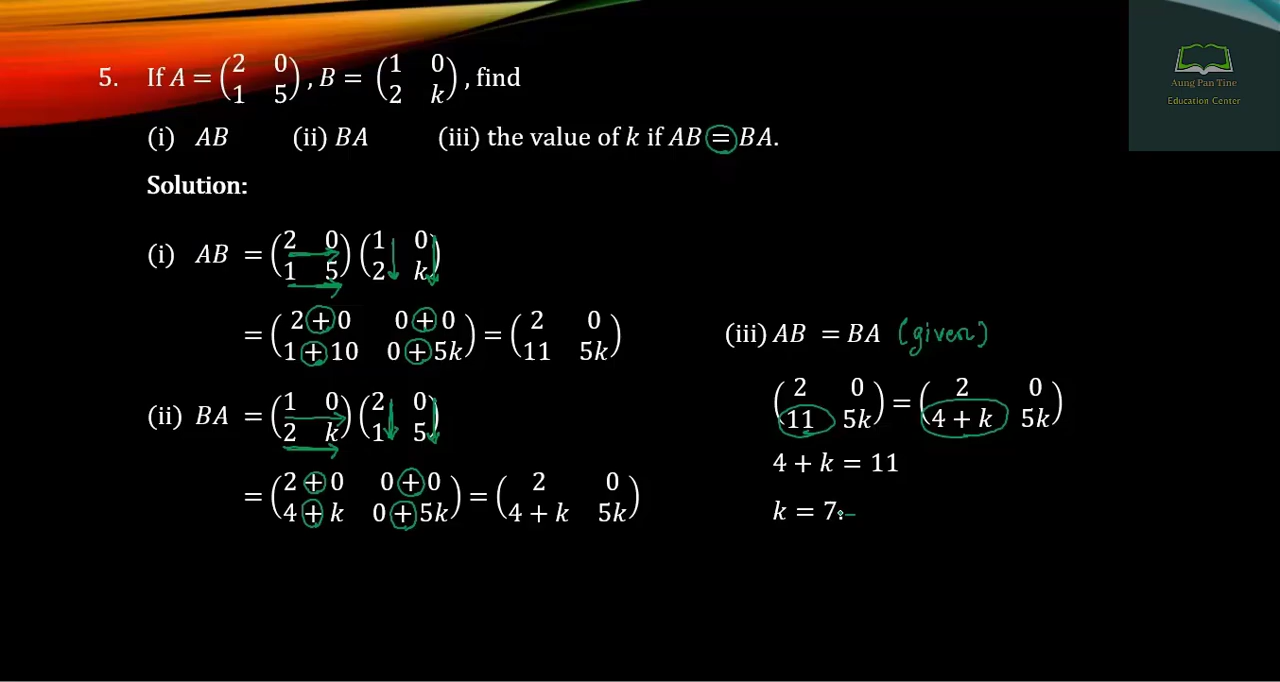 5. If A = (2 0 1 5), B = (1 0 2 k), find
(i) AB (ii) BA (iii) the value of k if AB = BA.
Solution:
(i) AB = (2 0 1 5)(1 0 2 k)
= (2 + 0 0 + 0 1 + 10 0 + 5k) = (2 0 11 5k)
(ii) BA = (1 0 2 k)(2 0 1 5)
= (2 + 0 0 + 0 4 + k 0 + 5k) = (2 0 4 + k 5k)
(iii) AB = BA (given)
(2 0 11 5k) = (2 0 4 + k 5k)
4 + k = 11
k = 7
Aung Pan Tine
Education Center